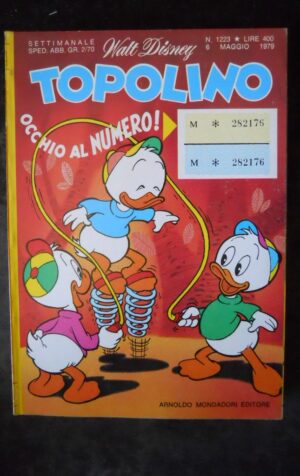 SETTIMANALE
SPED. ABB. GR. 2/70
Walt Disney
N. 1223 ★ LIRE 400
6 MAGGIO 1979
TOPOLINO
OCCHIO AL NUMERO!
M * 282176
M * 282176
ARNOLDO MONDADORI EDITORE